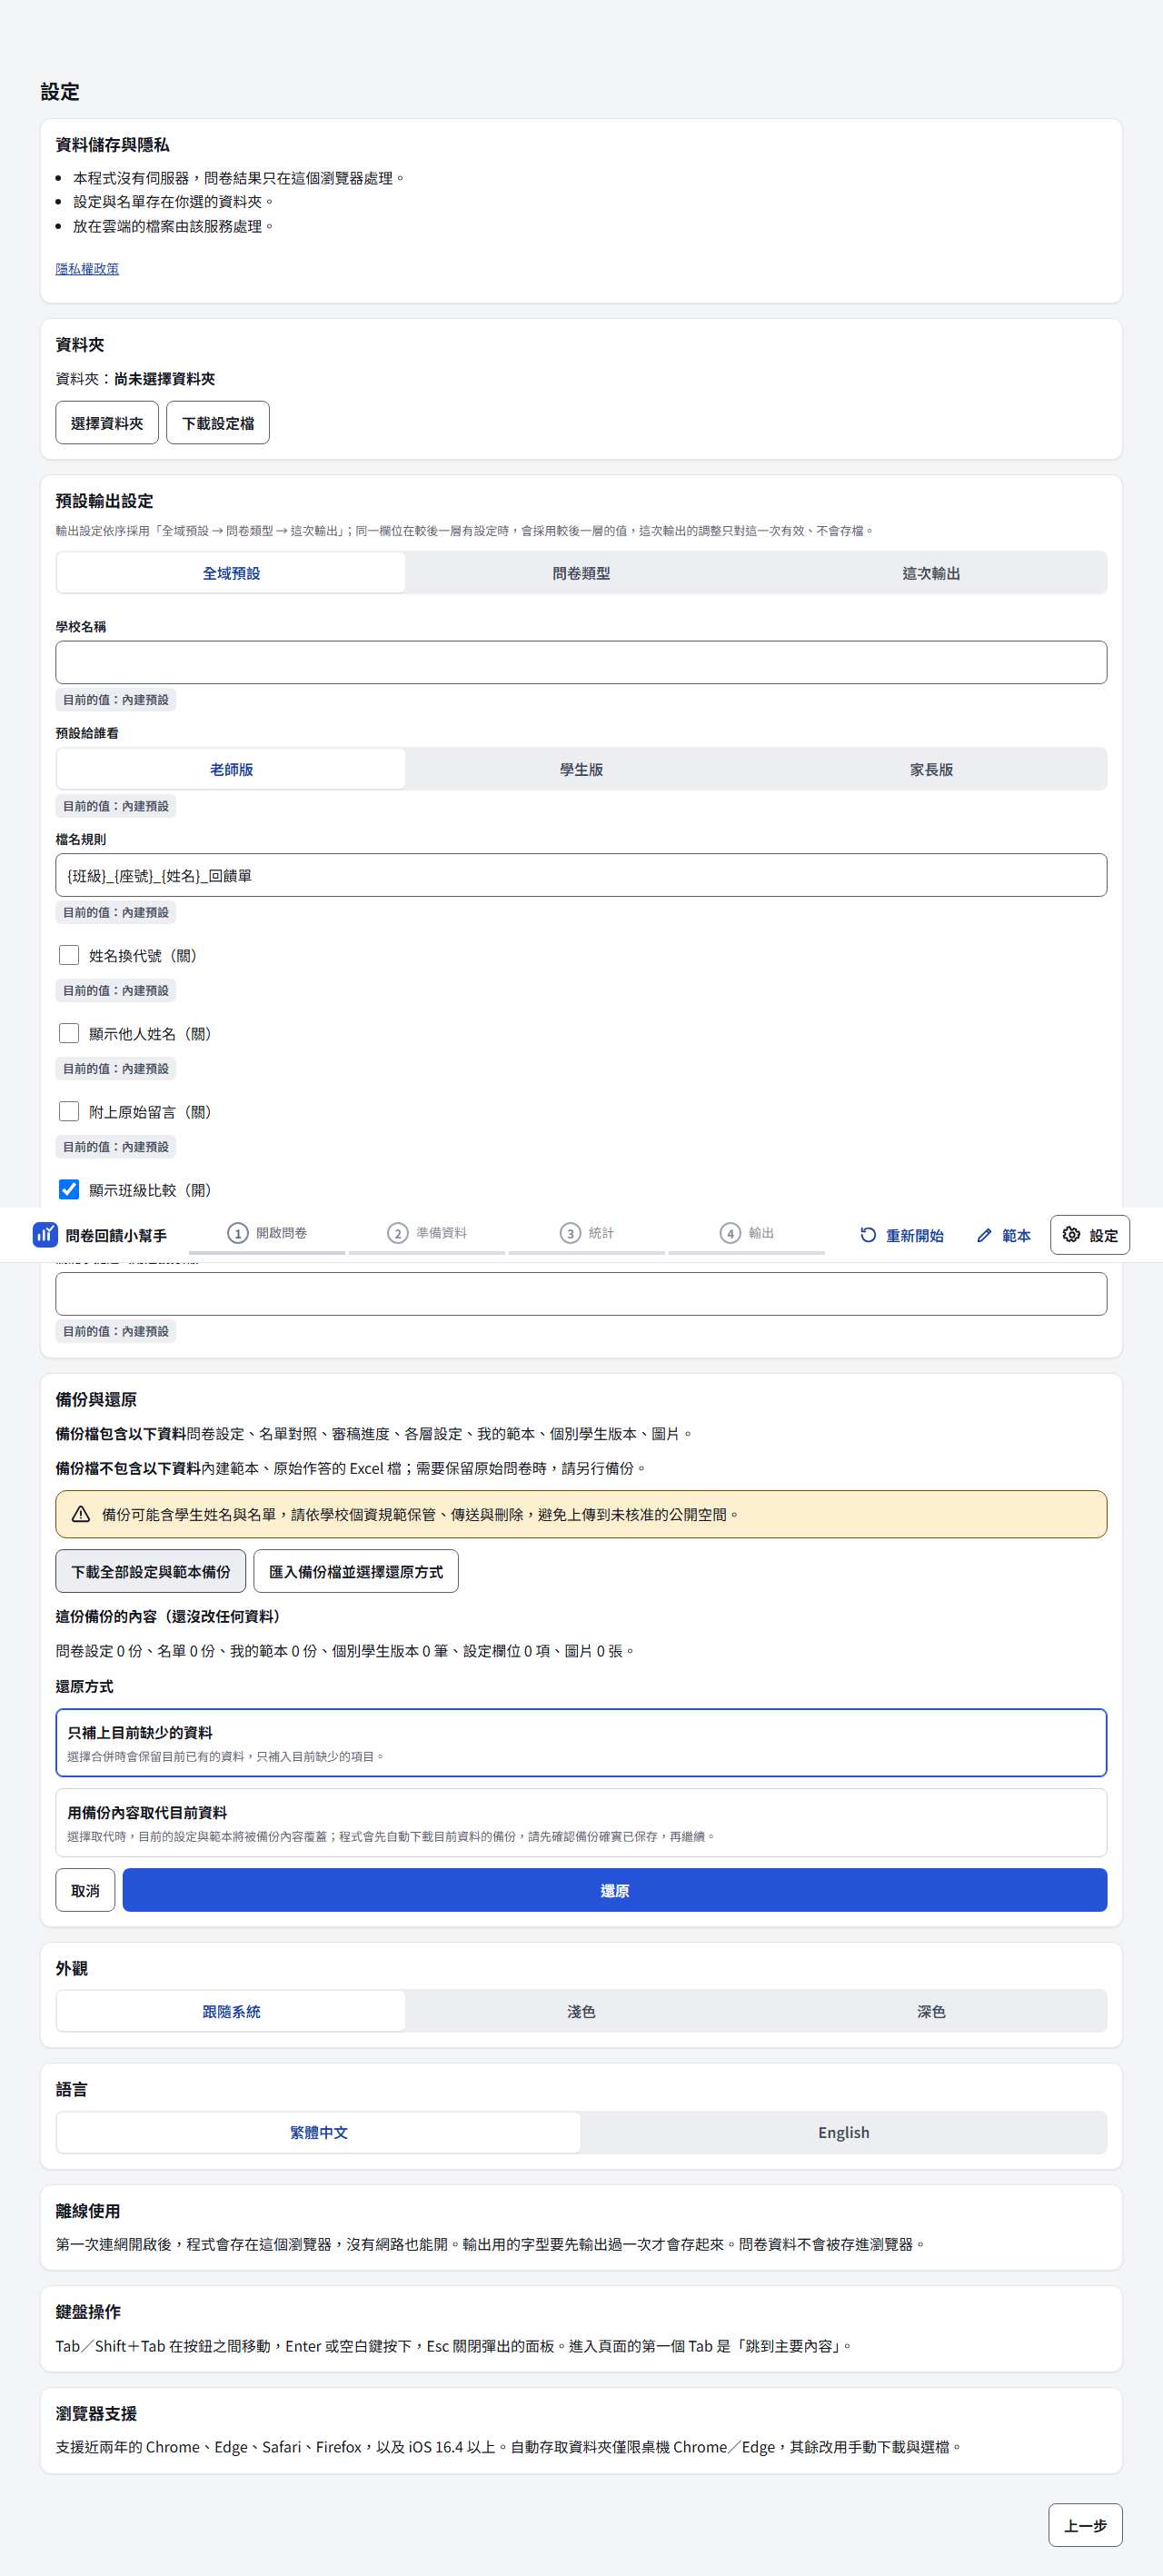 設定
資料儲存與隱私
本程式沒有伺服器，問卷結果只在這個瀏覽器處理。
設定與名單存在你選的資料夾。
放在雲端的檔案由該服務處理。
隱私權政策
資料夾
資料夾：尚未選擇資料夾
選擇資料夾 下載設定檔
預設輸出設定
輸出設定依序採用「全域預設 → 問卷類型 → 這次輸出」；同一欄位在較後一層有設定時，會採用較後一層的值，這次輸出的調整只對這一次有效、不會存檔。
全域預設 問卷類型 這次輸出
學校名稱
目前的值：內建預設
預設給誰看
老師版 學生版 家長版
目前的值：內建預設
檔名規則
{班級}_{座號}_{姓名}_回饋單
目前的值：內建預設
姓名換代號（關）
目前的值：內建預設
顯示他人姓名（關）
目前的值：內建預設
附上原始留言（關）
目前的值：內建預設
顯示班級比較（開）
問卷回饋小幫手 1 開啟問卷 2 準備資料 3 統計 4 輸出 重新開始 範本 設定
目前的值：內建預設
備份與還原
備份檔包含以下資料問卷設定、名單對照、審稿進度、各層設定、我的範本、個別學生版本、圖片。
備份檔不包含以下資料內建範本、原始作答的 Excel 檔；需要保留原始問卷時，請另行備份。
備份可能含學生姓名與名單，請依學校個資規範保管、傳送與刪除，避免上傳到未核准的公開空間。
下載全部設定與範本備份 匯入備份檔並選擇還原方式
這份備份的內容（還沒改任何資料）
問卷設定 0 份、名單 0 份、我的範本 0 份、個別學生版本 0 筆、設定欄位 0 項、圖片 0 張。
還原方式
只補上目前缺少的資料
選擇合併時會保留目前已有的資料，只補入目前缺少的項目。
用備份內容取代目前資料
選擇取代時，目前的設定與範本將被備份內容覆蓋；程式會先自動下載目前資料的備份，請先確認備份確實已保存，再繼續。
取消 還原
外觀
跟隨系統 淺色 深色
語言
繁體中文 English
離線使用
第一次連網開啟後，程式會存在這個瀏覽器，沒有網路也能開。輸出用的字型要先輸出過一次才會存起來。問卷資料不會被存進瀏覽器。
鍵盤操作
Tab／Shift＋Tab 在按鈕之間移動，Enter 或空白鍵按下，Esc 關閉彈出的面板。進入頁面的第一個 Tab 是「跳到主要內容」。
瀏覽器支援
支援近兩年的 Chrome、Edge、Safari、Firefox，以及 iOS 16.4 以上。自動存取資料夾僅限桌機 Chrome／Edge，其餘改用手動下載與選檔。
上一步